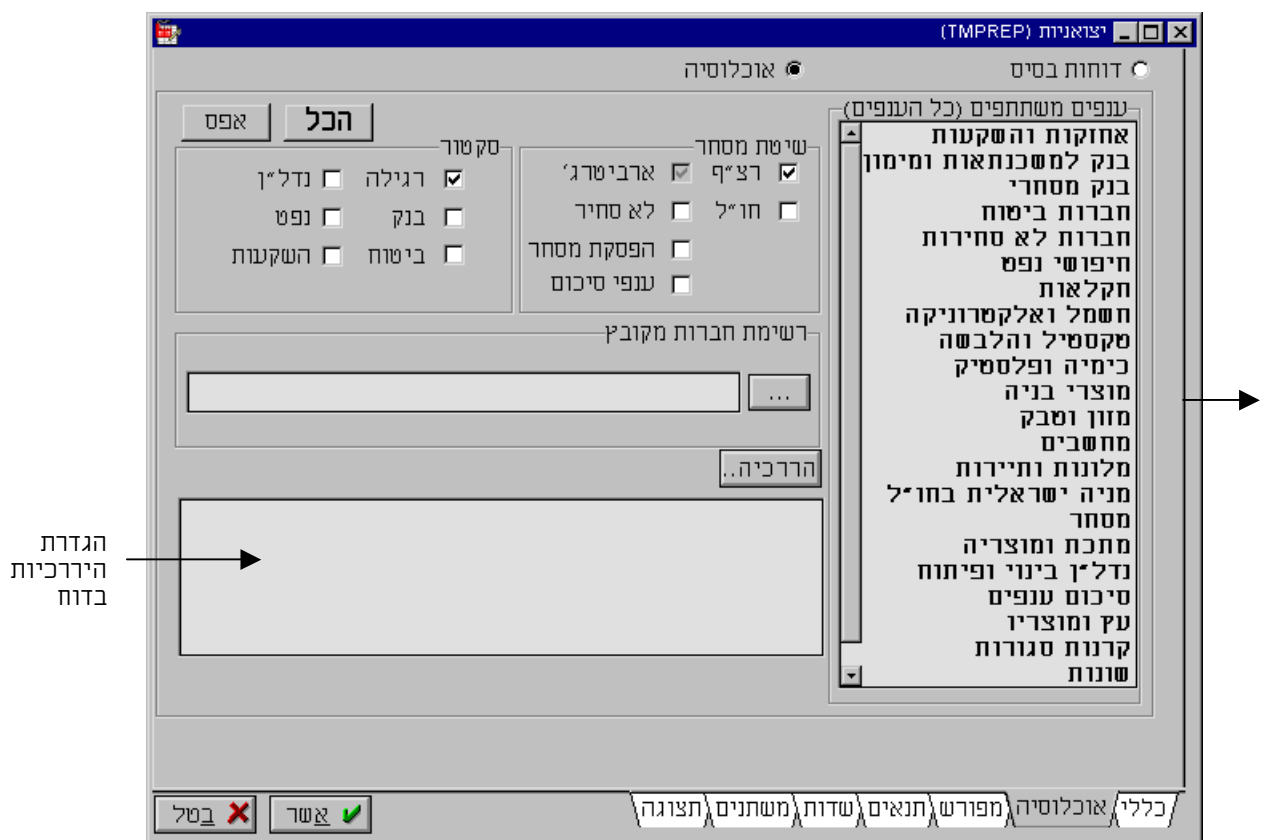 יצואניות (TMPREP)
דוחות בסיס
אוכלוסיה
ענפים משתתפים (כל הענפים)
אחזקות והשקעות
בנק למשכנתאות ומימון
בנק מסחרי
חברות ביטוח
חברות לא סחירות
חיפושי נפט
חקלאות
חשמל ואלקטרוניקה
טקסטיל והלבשה
כימיה ופלסטיק
מוצרי בניה
מזון וטבק
מחשבים
מלונות ותיירות
מניה ישראלית בחו״ל
מסחר
מתכת ומוצריה
נדל״ן בינוי ופיתוח
סיכום ענפים
עץ ומוצריו
קרנות סגורות
שונות
הכל
אפס
שיטת מסחר
רצ״ף
ארביטרג׳
חו״ל
לא סחיר
הפסקת מסחר
ענפי סיכום
סקטור
רגילה
נדל״ן
בנק
נפט
ביטוח
השקעות
רשימת חברות מקובץ
...
הררכיה..
הגדרת
היררכיות
בדוח
כללי
אוכלוסיה
מפורש
תנאים
שדות
משתנים
תצוגה
אשר
בטל